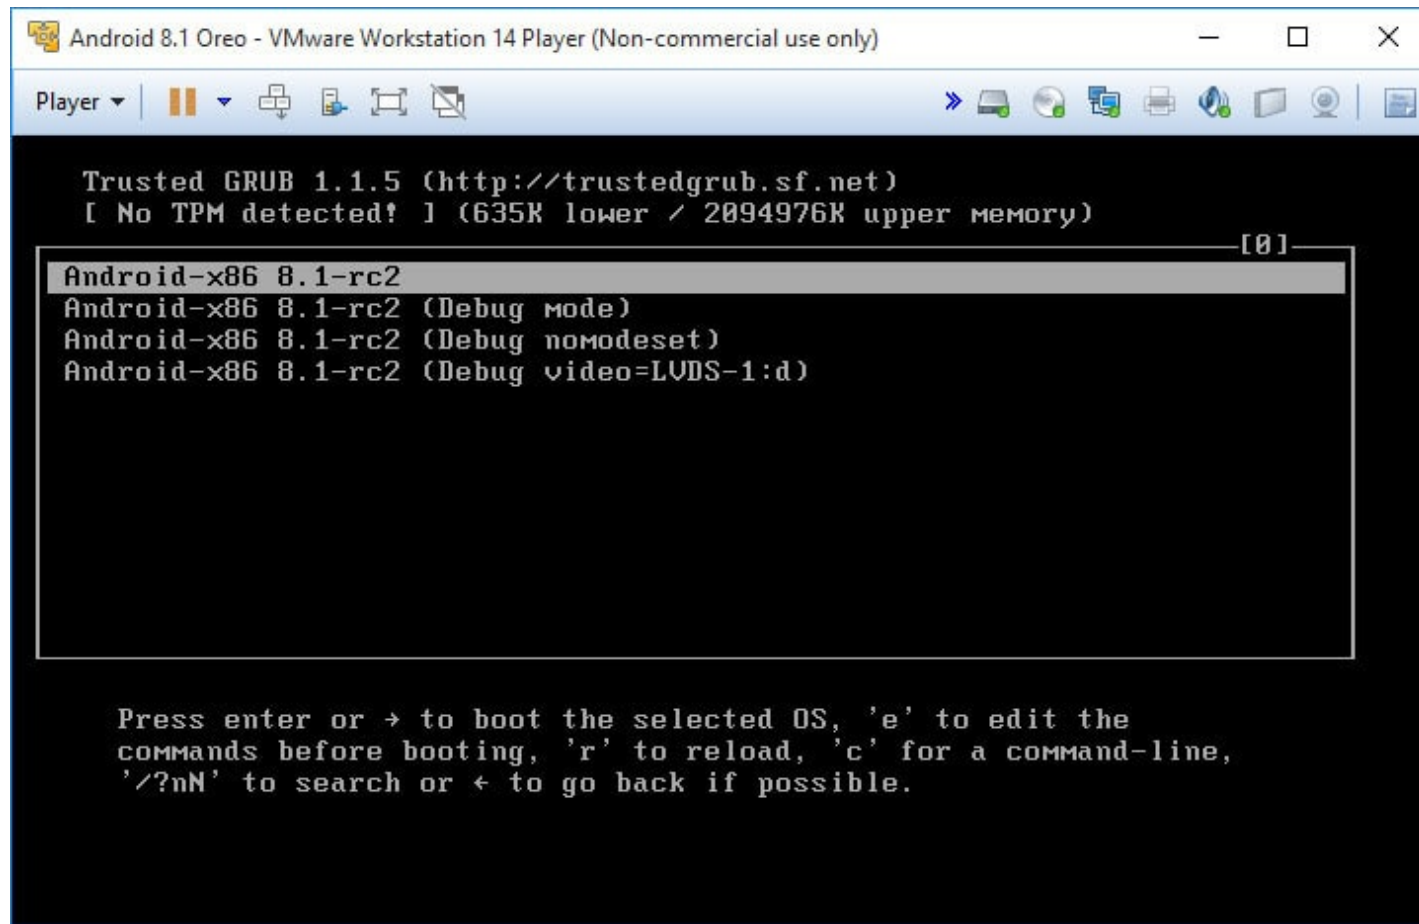 Android 8.1 Oreo - VMware Workstation 14 Player (Non-commercial use only)
Player
Trusted GRUB 1.1.5 (http://trustedgrub.sf.net)
[ No TPM detected! ] (635K lower / 2094976K upper memory)
[0]
Android-x86 8.1-rc2
Android-x86 8.1-rc2 (Debug mode)
Android-x86 8.1-rc2 (Debug nomodeset)
Android-x86 8.1-rc2 (Debug video=LVDS-1:d)
Press enter or → to boot the selected OS, 'e' to edit the
commands before booting, 'r' to reload, 'c' for a command-line,
'/?nN' to search or ← to go back if possible.